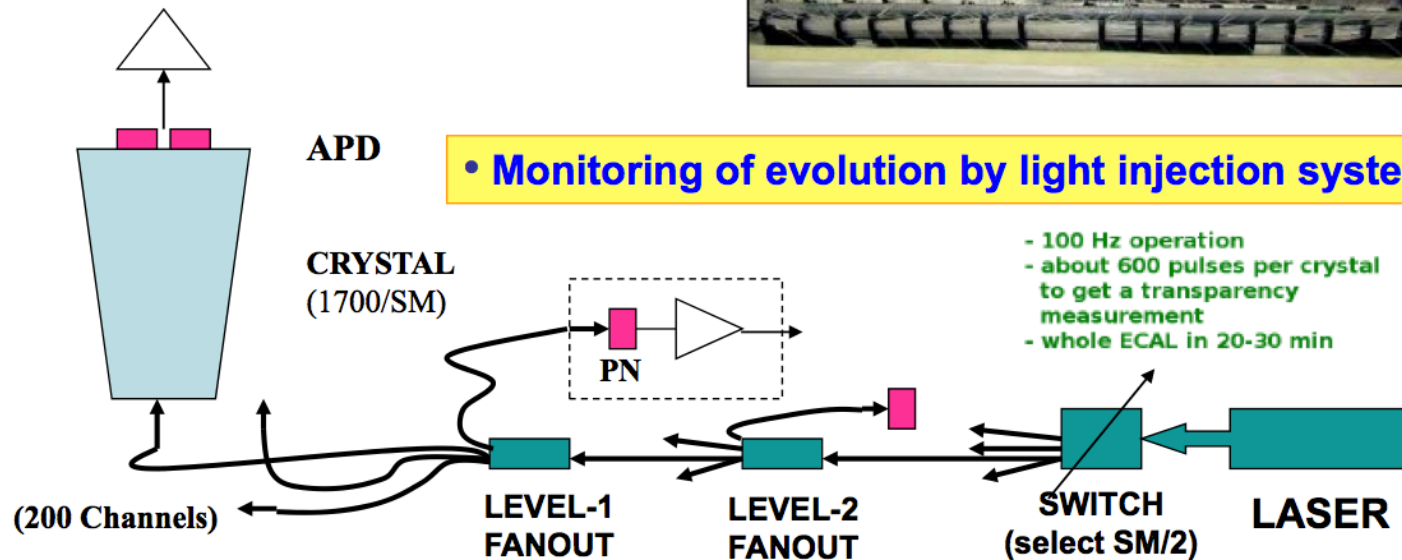 APD
• Monitoring of evolution by light injection syste
CRYSTAL
(1700/SM)
- 100 Hz operation
- about 600 pulses per crystal
to get a transparency
measurement
- whole ECAL in 20-30 min
PN
(200 Channels)
LEVEL-1
FANOUT
LEVEL-2
FANOUT
SWITCH
(select SM/2)
LASER